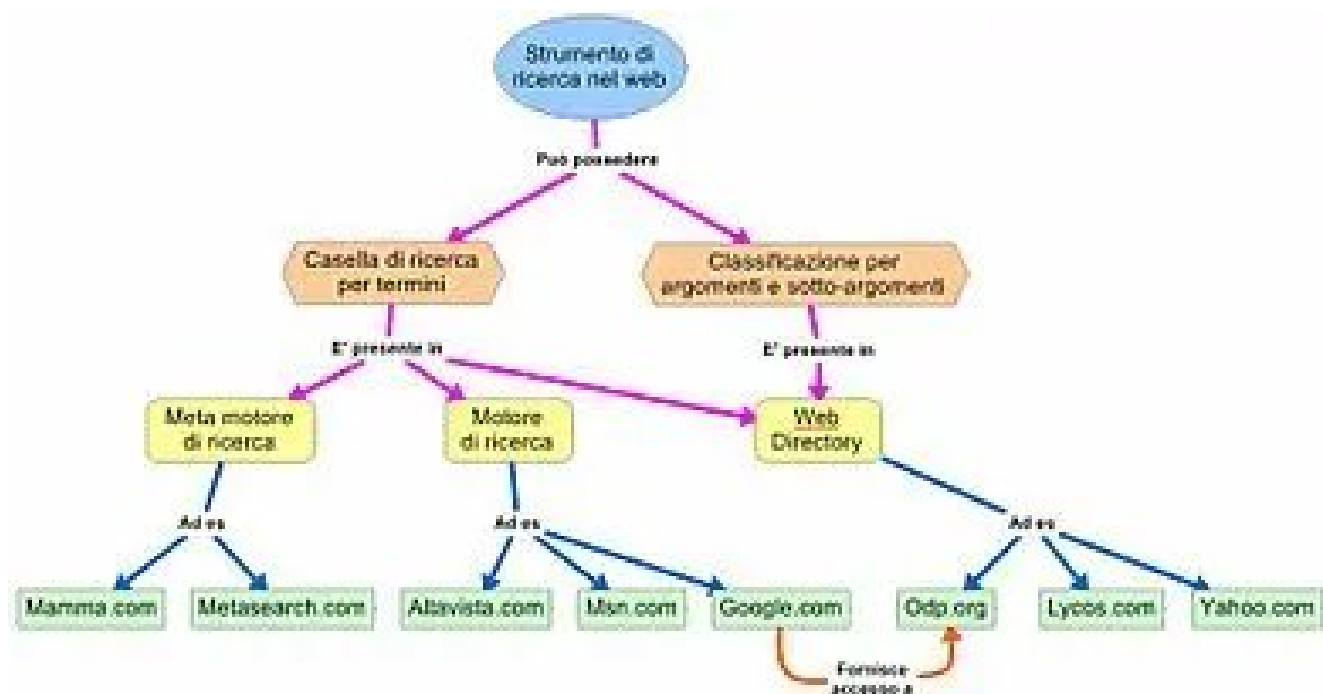 Strumento di
ricerca nel web
Può possedere
Casella di ricerca
per termini
Classificazione per
argomenti e sotto-argomenti
E' presente in
E' presente in
Meta motore
di ricerca
Motore
di ricerca
Web
Directory
Ad es
Ad es
Ad es
Mamma.com
Metasearch.com
Altavista.com
Msn.com
Google.com
Odp.org
Lycos.com
Yahoo.com
Fornisce
accesso a